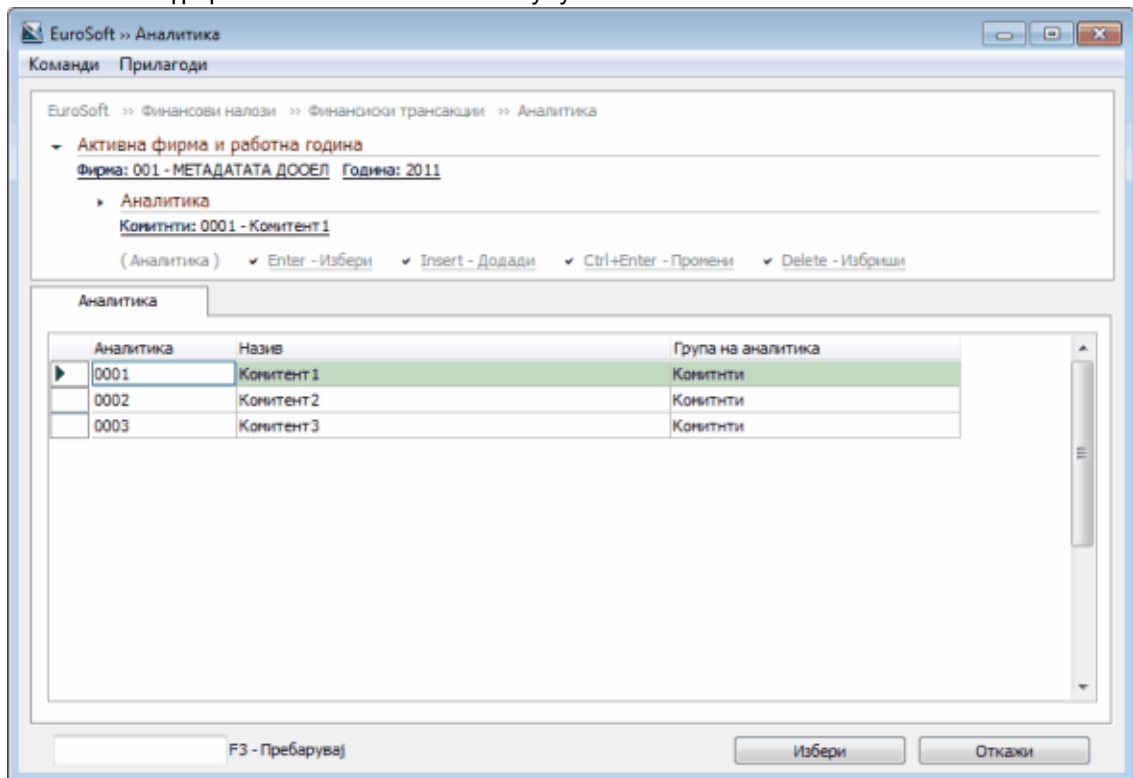 EuroSoft » Аналитика
Команди Прилагоди
EuroSoft » Финансови налози » Финансиски трансакции » Аналитика
Активна фирма и работна година
Фирма: 001 - МЕТАДАТАТА ДООЕЛ Година: 2011
Аналитика
Комитнти: 0001 - Комитент1
( Аналитика ) Enter - Избери Insert - Додади Ctrl+Enter - Промени Delete - Избриши
Аналитика
Аналитика Назив Група на аналитика
0001 Комитент1 Комитнти
0002 Комитент2 Комитнти
0003 Комитент3 Комитнти
F3 - Пребарувај Избери Откажи